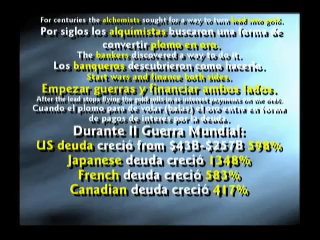 For centuries the alchemists sought for a way to turn lead into gold.
Por siglos los alquimistas buscaron una forma de
convertir plomo en oro.
The bankers discovered a way to do it.
Los banqueros descubrieron como hacerlo.
Start wars and finance both sides.
Empezar guerras y financiar ambos lados.
After the lead stops flying the gold pours in as interest payments on the debt.
Cuando el plomo para de volar (balas) el oro entra en forma
de pagos de interés por la deuda.
Durante II Guerra Mundial:
US deuda creció from $43B-$257B 598%
Japanese deuda creció 1348%
French deuda creció 583%
Canadian deuda creció 417%